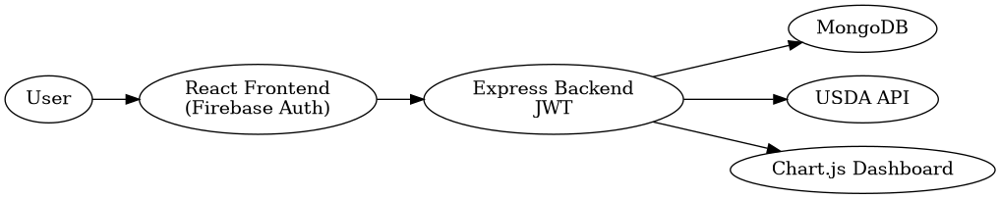 User
React Frontend
(Firebase Auth)
Express Backend
JWT
MongoDB
USDA API
Chart.js Dashboard